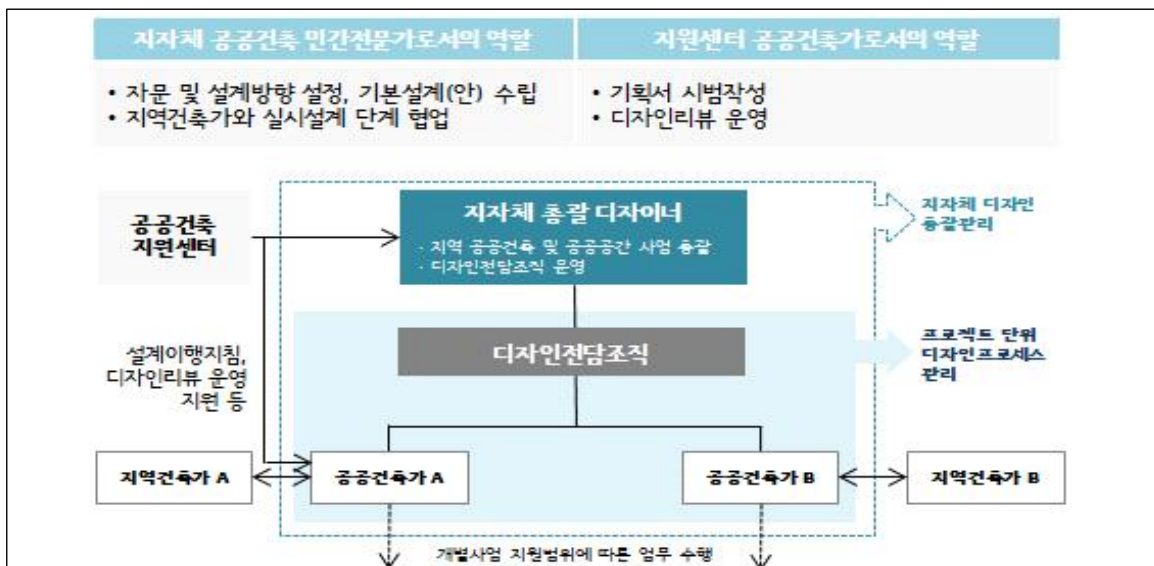 지자체 공공건축 민간전문가로서의 역할
지원센터 공공건축가로서의 역할
• 자문 및 설계방향 설정, 기본설계(안) 수립
• 지역건축가와 실시설계 단계 협업
• 기획서 시범작성
• 디자인리뷰 운영
공공건축
지원센터
지자체 총괄 디자이너
· 지역 공공건축 및 공공공간 사업 총괄
· 디자인전담조직 운영
지자체 디자인
총괄관리
설계이행지침,
디자인리뷰 운영
지원 등
디자인전담조직
프로젝트 단위
디자인프로세스
관리
지역건축가 A
공공건축가 A
공공건축가 B
지역건축가 B
개별사업 지원범위에 따른 업무 수행